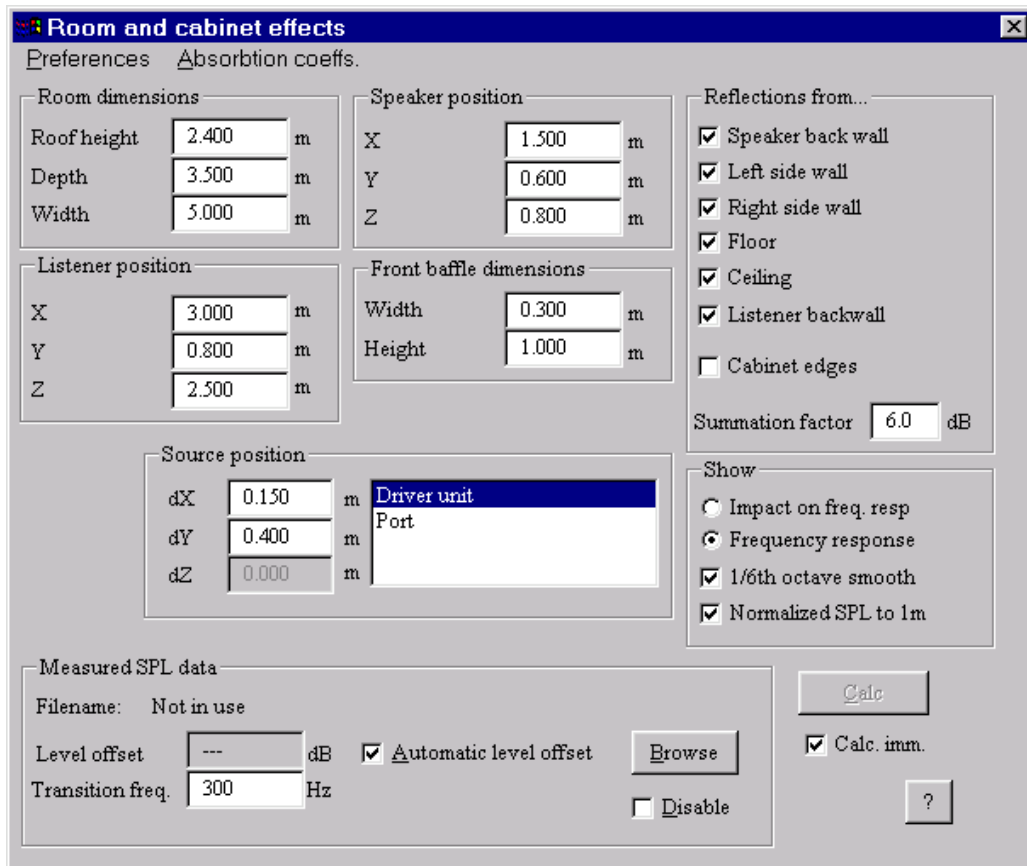 Room and cabinet effects
Preferences Absorbtion coeffs.
Room dimensions
Roof height 2.400 m
Depth 3.500 m
Width 5.000 m
Speaker position
X 1.500 m
Y 0.600 m
Z 0.800 m
Reflections from...
Speaker back wall
Left side wall
Right side wall
Floor
Ceiling
Listener backwall
Cabinet edges
Summation factor 6.0 dB
Listener position
X 3.000 m
Y 0.800 m
Z 2.500 m
Front baffle dimensions
Width 0.300 m
Height 1.000 m
Source position
dX 0.150 m
dY 0.400 m
dZ 0.000 m
Driver unit
Port
Show
Impact on freq. resp
Frequency response
1/6th octave smooth
Normalized SPL to 1m
Measured SPL data
Filename: Not in use
Level offset --- dB
Automatic level offset
Browse
Transition freq. 300 Hz
Disable
Calc
Calc. imm.
?